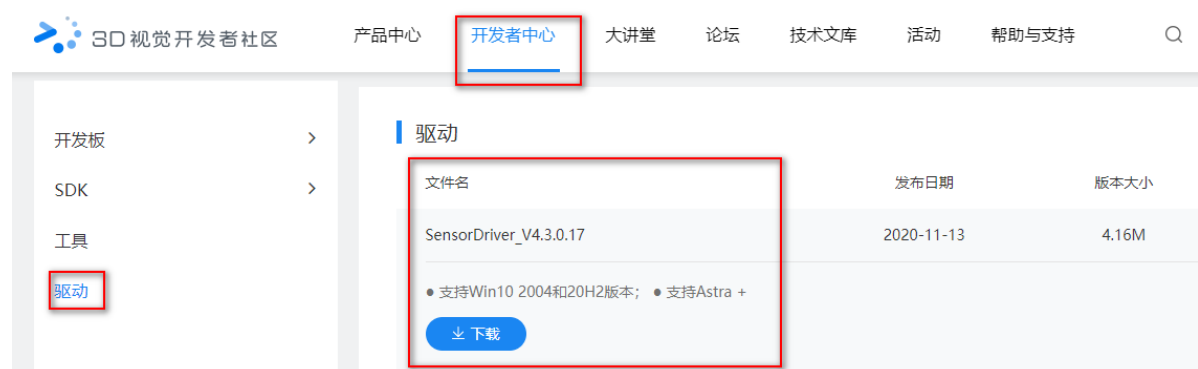 3D视觉开发者社区 产品中心 开发者中心 大讲堂 论坛 技术文库 活动 帮助与支持
开发板
SDK
工具
驱动
驱动
文件名 发布日期 版本大小
SensorDriver_V4.3.0.17 2020-11-13 4.16M
● 支持Win10 2004和20H2版本； ● 支持Astra +
下载